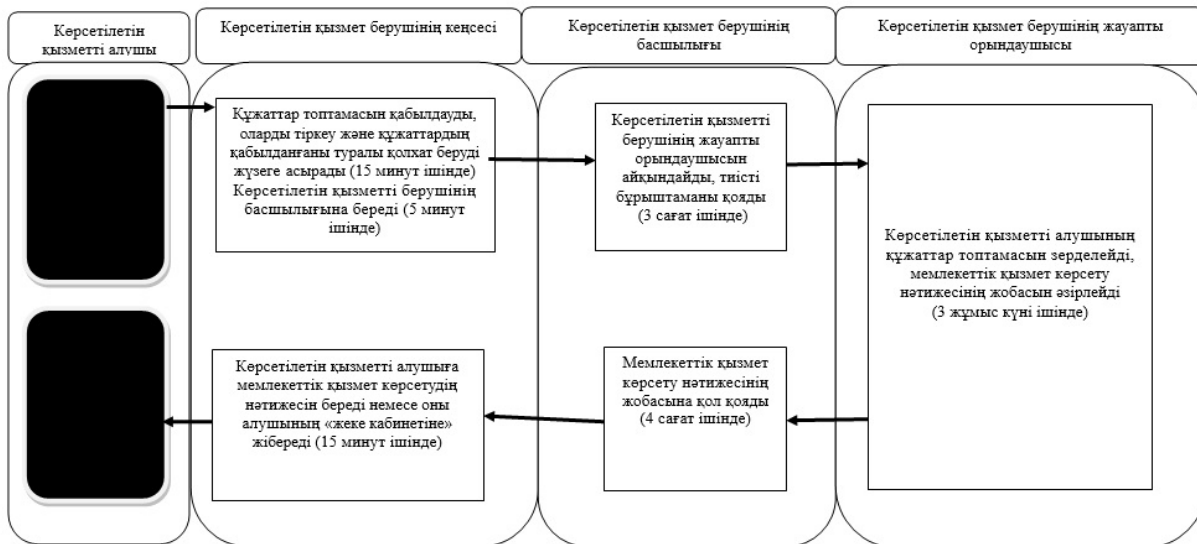 Көрсетілетін
қызметті алушы
Көрсетілетін қызмет берушінің кеңсесі
Көрсетілетін қызмет берушінің
басшылығы
Көрсетілетін қызмет берушінің жауапты
орындаушысы
Құжаттар топтамасын қабылдауды,
оларды тіркеу және құжаттардың
қабылданғаны туралы қолхат беруді
жүзеге асырады (15 минут ішінде)
Көрсетілетін қызметті берушінің
басшылығына береді (5 минут
ішінде)
Көрсетілетін қызметті
берушінің жауапты
орындаушысын
айқындайды, тиісті
бұрыштаманы қояды
(3 сағат ішінде)
Көрсетілетін қызметті алушының
құжаттар топтамасын зерделейді,
мемлекеттік қызмет көрсету
нәтижесінің жобасын әзірлейді
(3 жұмыс күні ішінде)
Мемлекеттік қызмет
көрсету нәтижесінің
жобасына қол қояды
(4 сағат ішінде)
Көрсетілетін қызметті алушыға
мемлекеттік қызмет көрсетудің
нәтижесін береді немесе оны
алушының «жеке кабинетіне»
жібереді (15 минут ішінде)